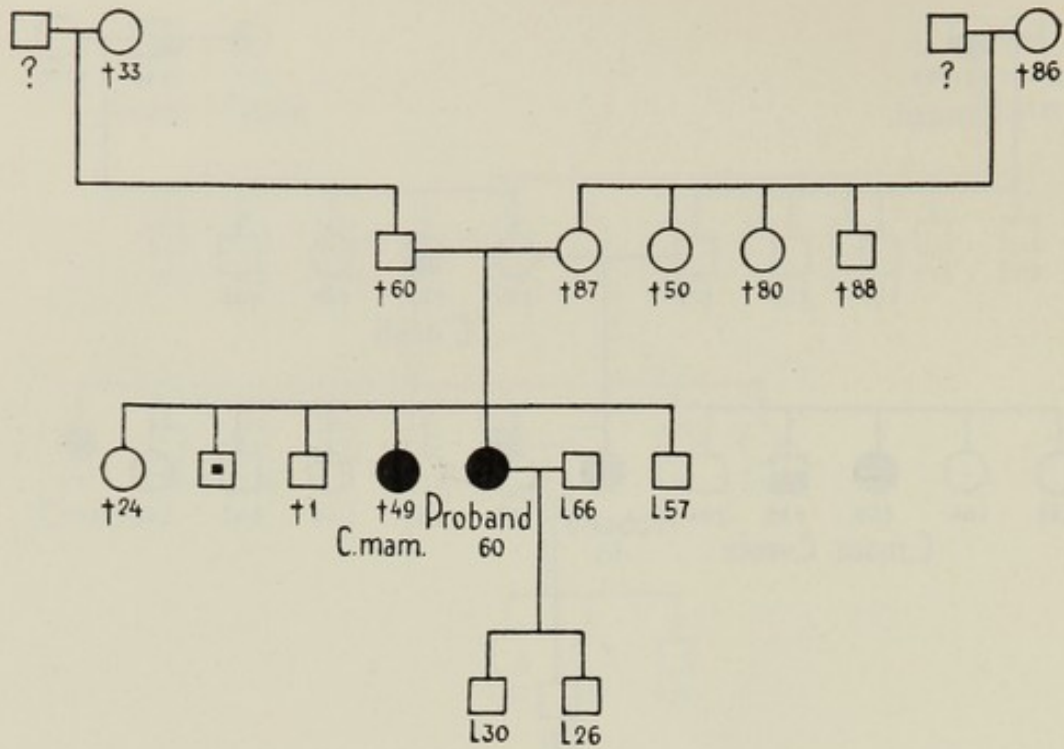 ? †33 ? †86
†60 †87 †50 †80 †88
†24 †1 †49 Proband L66 L57
C.mam. 60
L30 L26